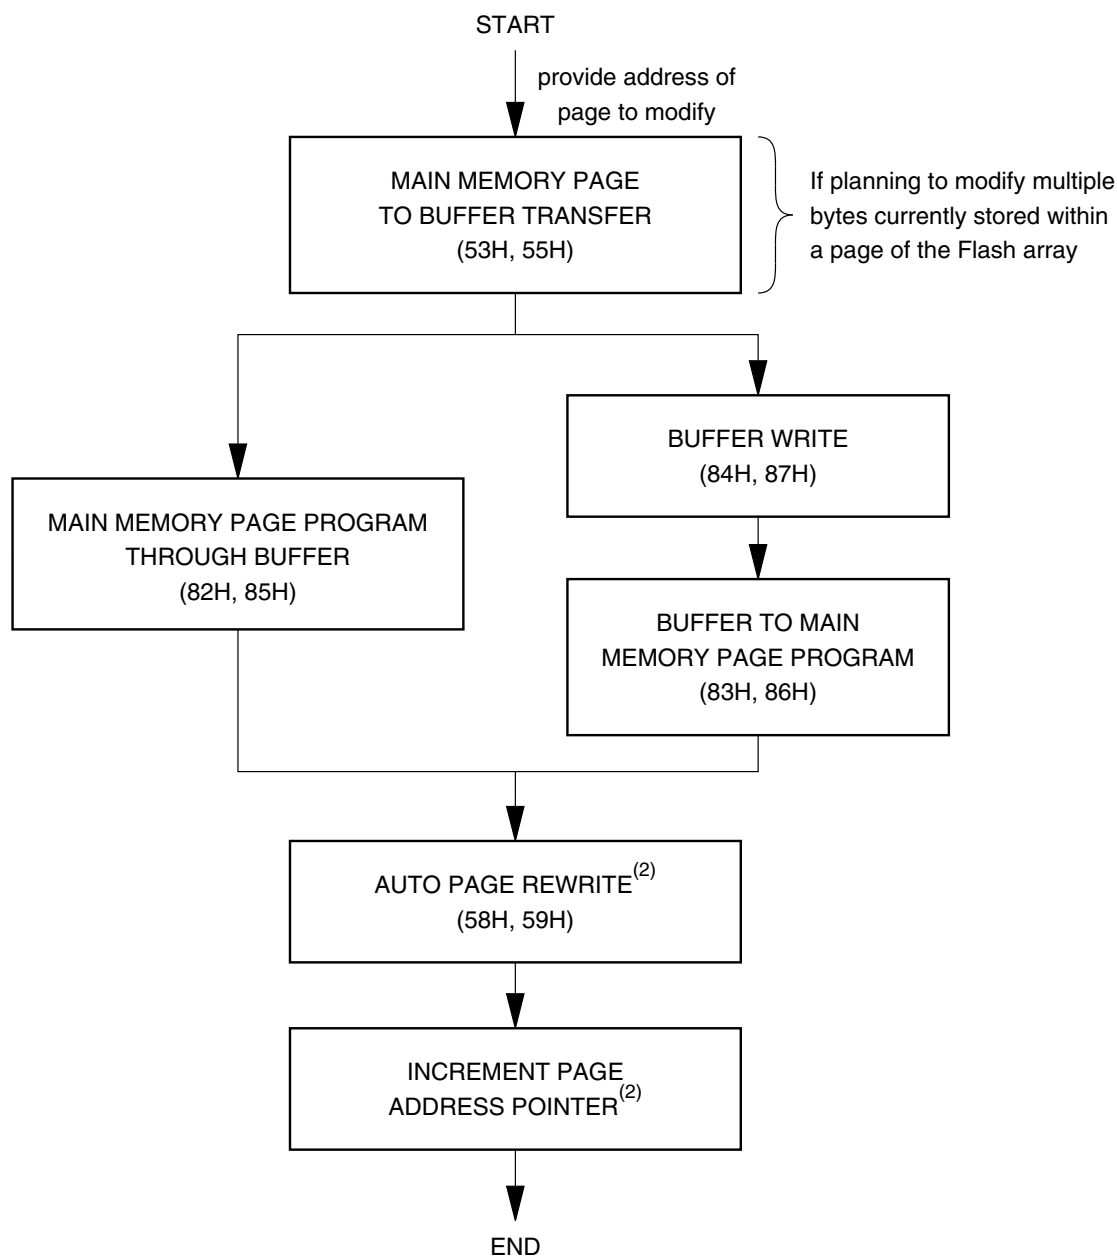 START
provide address of
page to modify
MAIN MEMORY PAGE
TO BUFFER TRANSFER
(53H, 55H)
If planning to modify multiple
bytes currently stored within
a page of the Flash array
BUFFER WRITE
(84H, 87H)
MAIN MEMORY PAGE PROGRAM
THROUGH BUFFER
(82H, 85H)
BUFFER TO MAIN
MEMORY PAGE PROGRAM
(83H, 86H)
AUTO PAGE REWRITE(2)
(58H, 59H)
INCREMENT PAGE
ADDRESS POINTER(2)
END